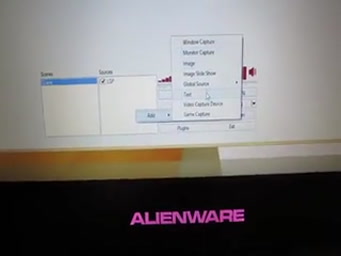 Window Capture
Monitor Capture
Image
Image Slide Show
Global Source
Text
Video Capture Device
Game Capture
Scenes
Sources
Scene
Add
Plugins
Exit
ALIENWARE